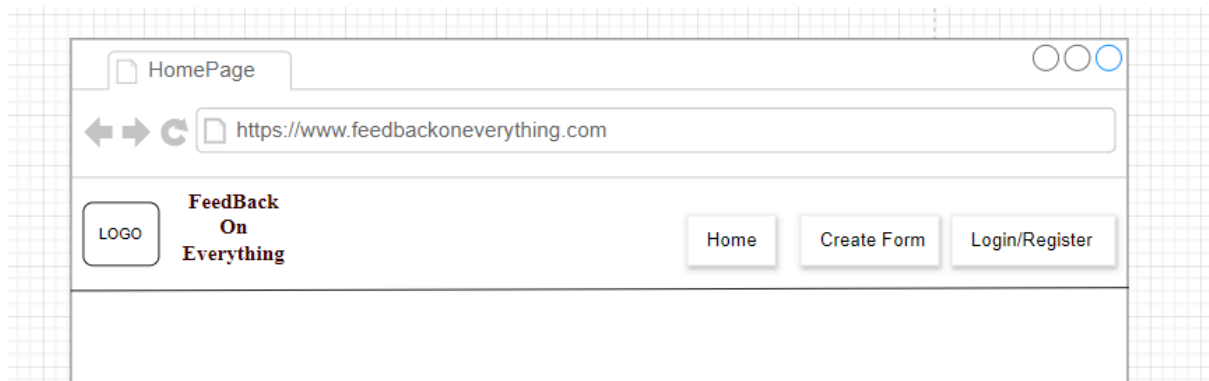 HomePage
https://www.feedbackoneverything.com
LOGO
FeedBack
On
Everything
Home
Create Form
Login/Register